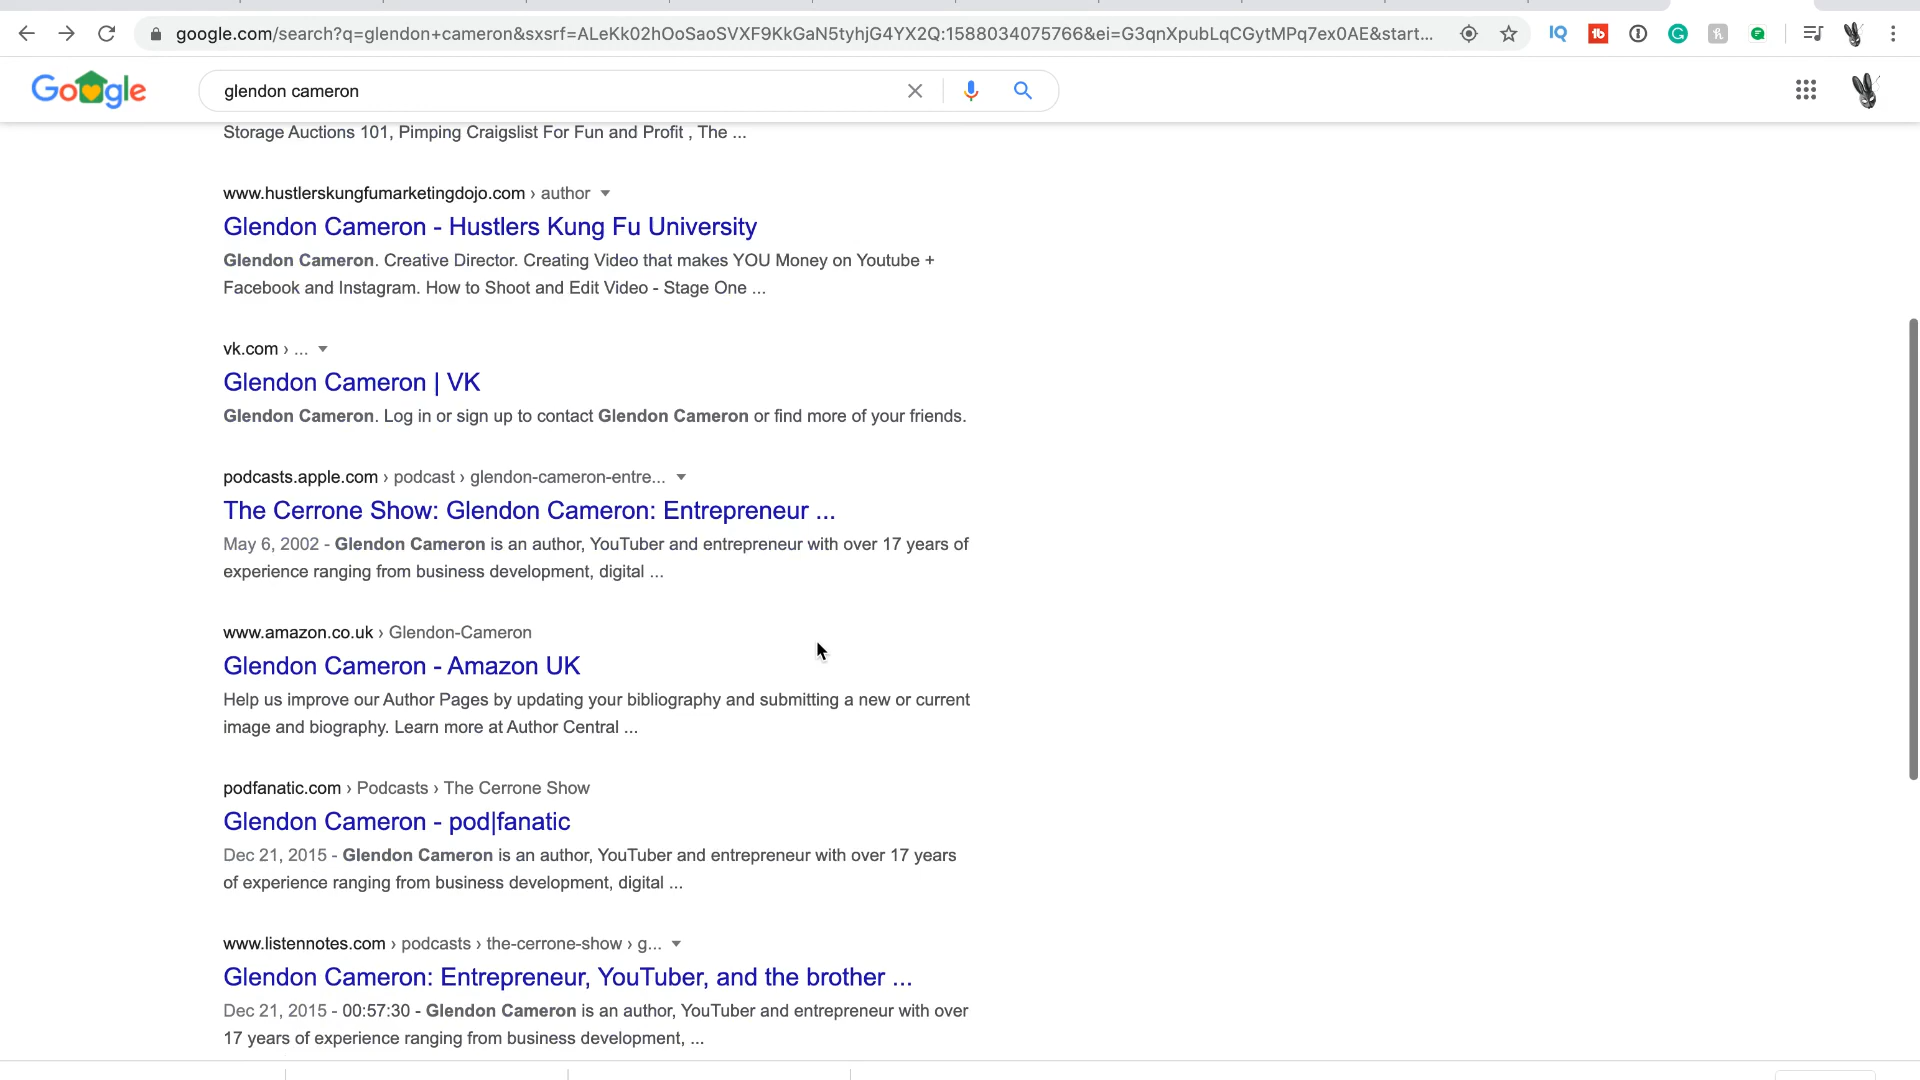 google.com/search?q=glendon+cameron&sxsrf=ALeKk02hOoSaoSVXF9KkGaN5tyhjG4YX2Q:1588034075766&ei=G3qnXpubLqCGytMPq7ex0AE&start...
IQ
tb
Google
glendon cameron
Storage Auctions 101, Pimping Craigslist For Fun and Profit , The ...
www.hustlerskungfumarketingdojo.com › author
Glendon Cameron - Hustlers Kung Fu University
Glendon Cameron. Creative Director. Creating Video that makes YOU Money on Youtube +
Facebook and Instagram. How to Shoot and Edit Video - Stage One ...
vk.com › ...
Glendon Cameron | VK
Glendon Cameron. Log in or sign up to contact Glendon Cameron or find more of your friends.
podcasts.apple.com › podcast › glendon-cameron-entre...
The Cerrone Show: Glendon Cameron: Entrepreneur ...
May 6, 2002 - Glendon Cameron is an author, YouTuber and entrepreneur with over 17 years of
experience ranging from business development, digital ...
www.amazon.co.uk › Glendon-Cameron
Glendon Cameron - Amazon UK
Help us improve our Author Pages by updating your bibliography and submitting a new or current
image and biography. Learn more at Author Central ...
podfanatic.com › Podcasts › The Cerrone Show
Glendon Cameron - pod|fanatic
Dec 21, 2015 - Glendon Cameron is an author, YouTuber and entrepreneur with over 17 years
of experience ranging from business development, digital ...
www.listennotes.com › podcasts › the-cerrone-show › g...
Glendon Cameron: Entrepreneur, YouTuber, and the brother ...
Dec 21, 2015 - 00:57:30 - Glendon Cameron is an author, YouTuber and entrepreneur with over
17 years of experience ranging from business development, ...